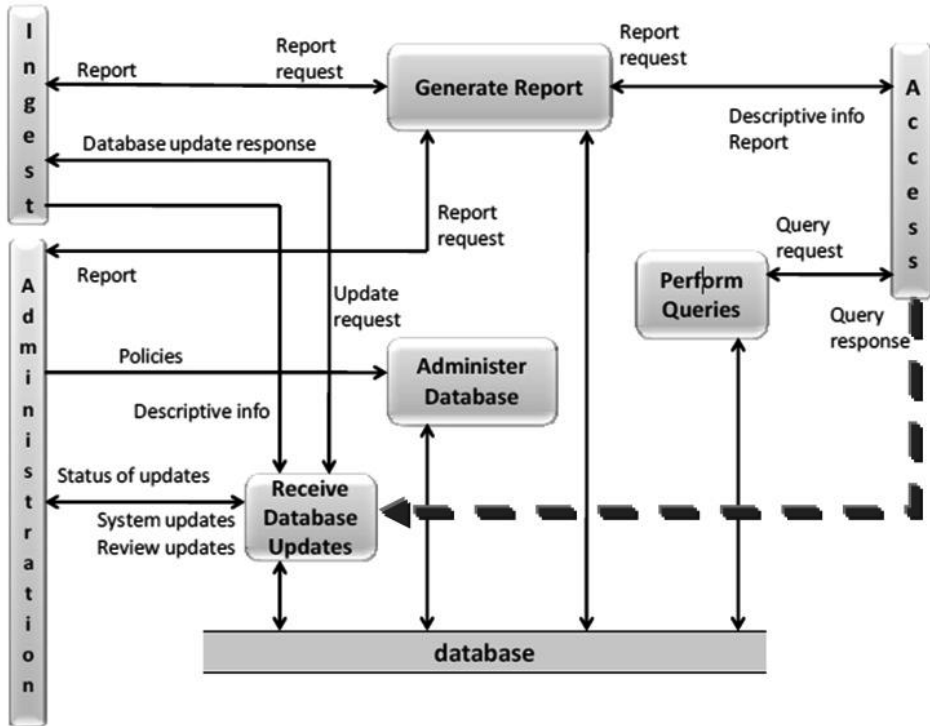 Ingest
Report
Report
request
Generate Report
Report
request
Access
Descriptive info
Report
Database update response
Report
request
Query
request
Administration
Report
Perform
Queries
Update
request
Query
response
Policies
Administer
Database
Descriptive info
Status of updates
Receive
Database
Updates
System updates
Review updates
database